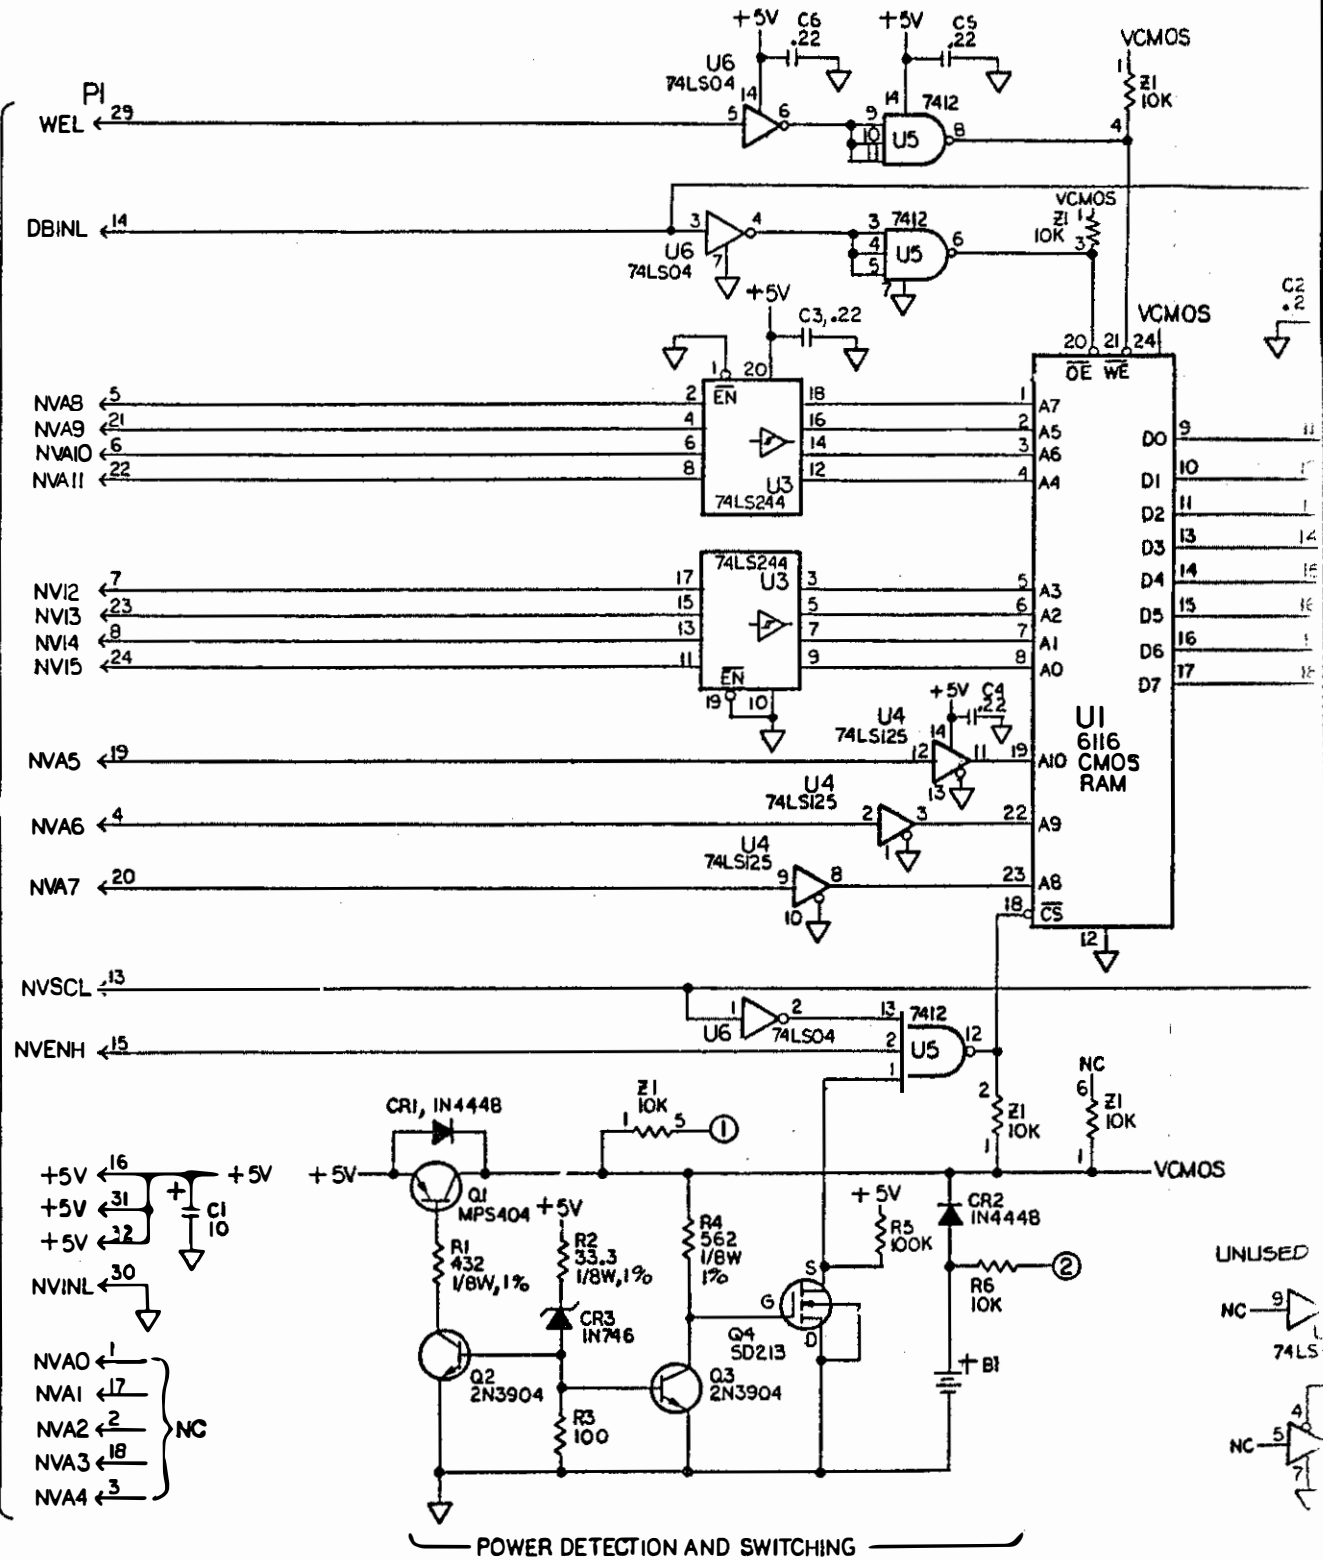 +5V C6 .22 +5V C5 .22 VCMOS
U6 74LS04 14 14 7412 1 Z1 10K
P1
WEL 29 5 6 9 10 11 U5 8 4
VCMOS
DBINL 14 3 4 3 4 5 7412 U5 6 Z1 10K 1 3
U6 74LS04 7 7
+5V C3, .22 VCMOS C2
1 20 20 21 24
EN OE WE
NVA8 5 2 18 1 A7
NVA9 21 4 16 2 A5 D0 9
NVA10 6 6 14 3 A6
NVA11 22 8 12 4 A4 D1 10
U3
74LS244 D2 11
D3 13 14
74LS244 D4 14
U3
NV12 7 17 3 5 A3
NV13 23 15 5 6 A2 D5 15
NV14 8 13 7 7 A1 D6 16
NV15 24 11 9 8 A0 D7 17
EN
19 10
+5V C4 .22
U4 74LS125 14 U1
6116
CMOS
RAM
NVA5 19 12 11 19 A10
13
U4
74LS125
NVA6 4 2 3 22 A9
1
U4
74LS125
NVA7 20 9 8 23 A8
10 18 CS
12
NVSCL 13
1 2 13 7412
U6 74LS04
NVENH 15 2 U5 12
1
CR1, 1N4448 Z1 10K 1 5 ① 2 Z1 10K 1 NC 6 Z1 10K 1
+5V 16 +5V +5V VCMOS
+5V 31 + C1 10
+5V 32
Q1 MPS404 +5V +5V CR2 1N4448
R1 432 1/8W, 1% R2 33.3 1/8W, 1% R4 562 1/8W 1% R5 100K
NVINL 30 S R6 10K ②
CR3 1N746 G
Q4 SD213 D
+ B1
Q2 2N3904 Q3 2N3904
R3 100
NVA0 1
NVA1 17
NVA2 2 NC
NVA3 18
NVA4 3
UNUSED
NC 9
74LS
4
NC 5
7
POWER DETECTION AND SWITCHING